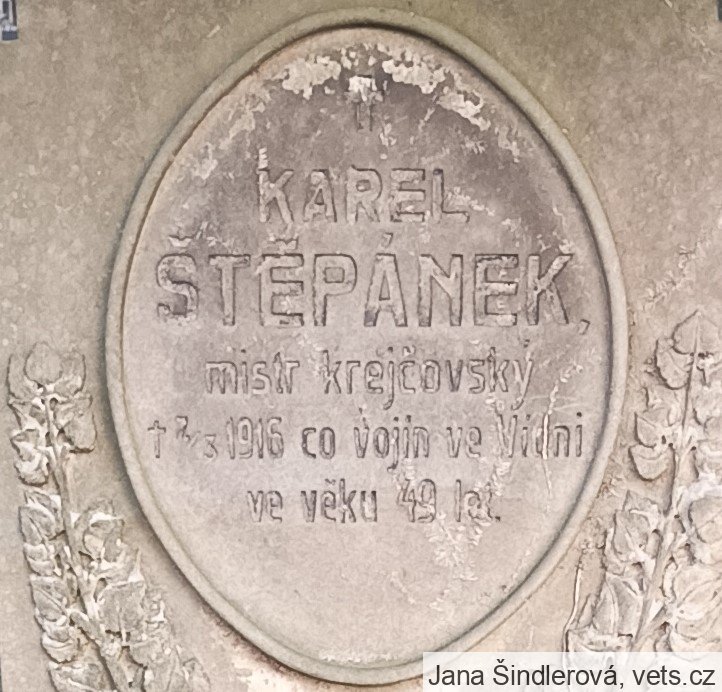 †
KAREL
ŠTĚPÁNEK,
mistr krejčovský
† 7/3 1916 co vojín ve Vídni
ve věku 49 let.
Jana Šindlerová, vets.cz